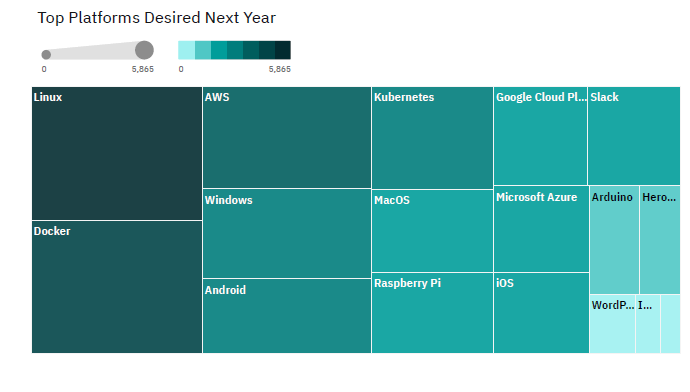 Top Platforms Desired Next Year
0 5,865 0 5,865
Linux
AWS
Kubernetes
Google Cloud Pl...
Slack
Windows
MacOS
Microsoft Azure
Arduino
Hero...
Docker
Raspberry Pi
iOS
Android
WordP...
I...